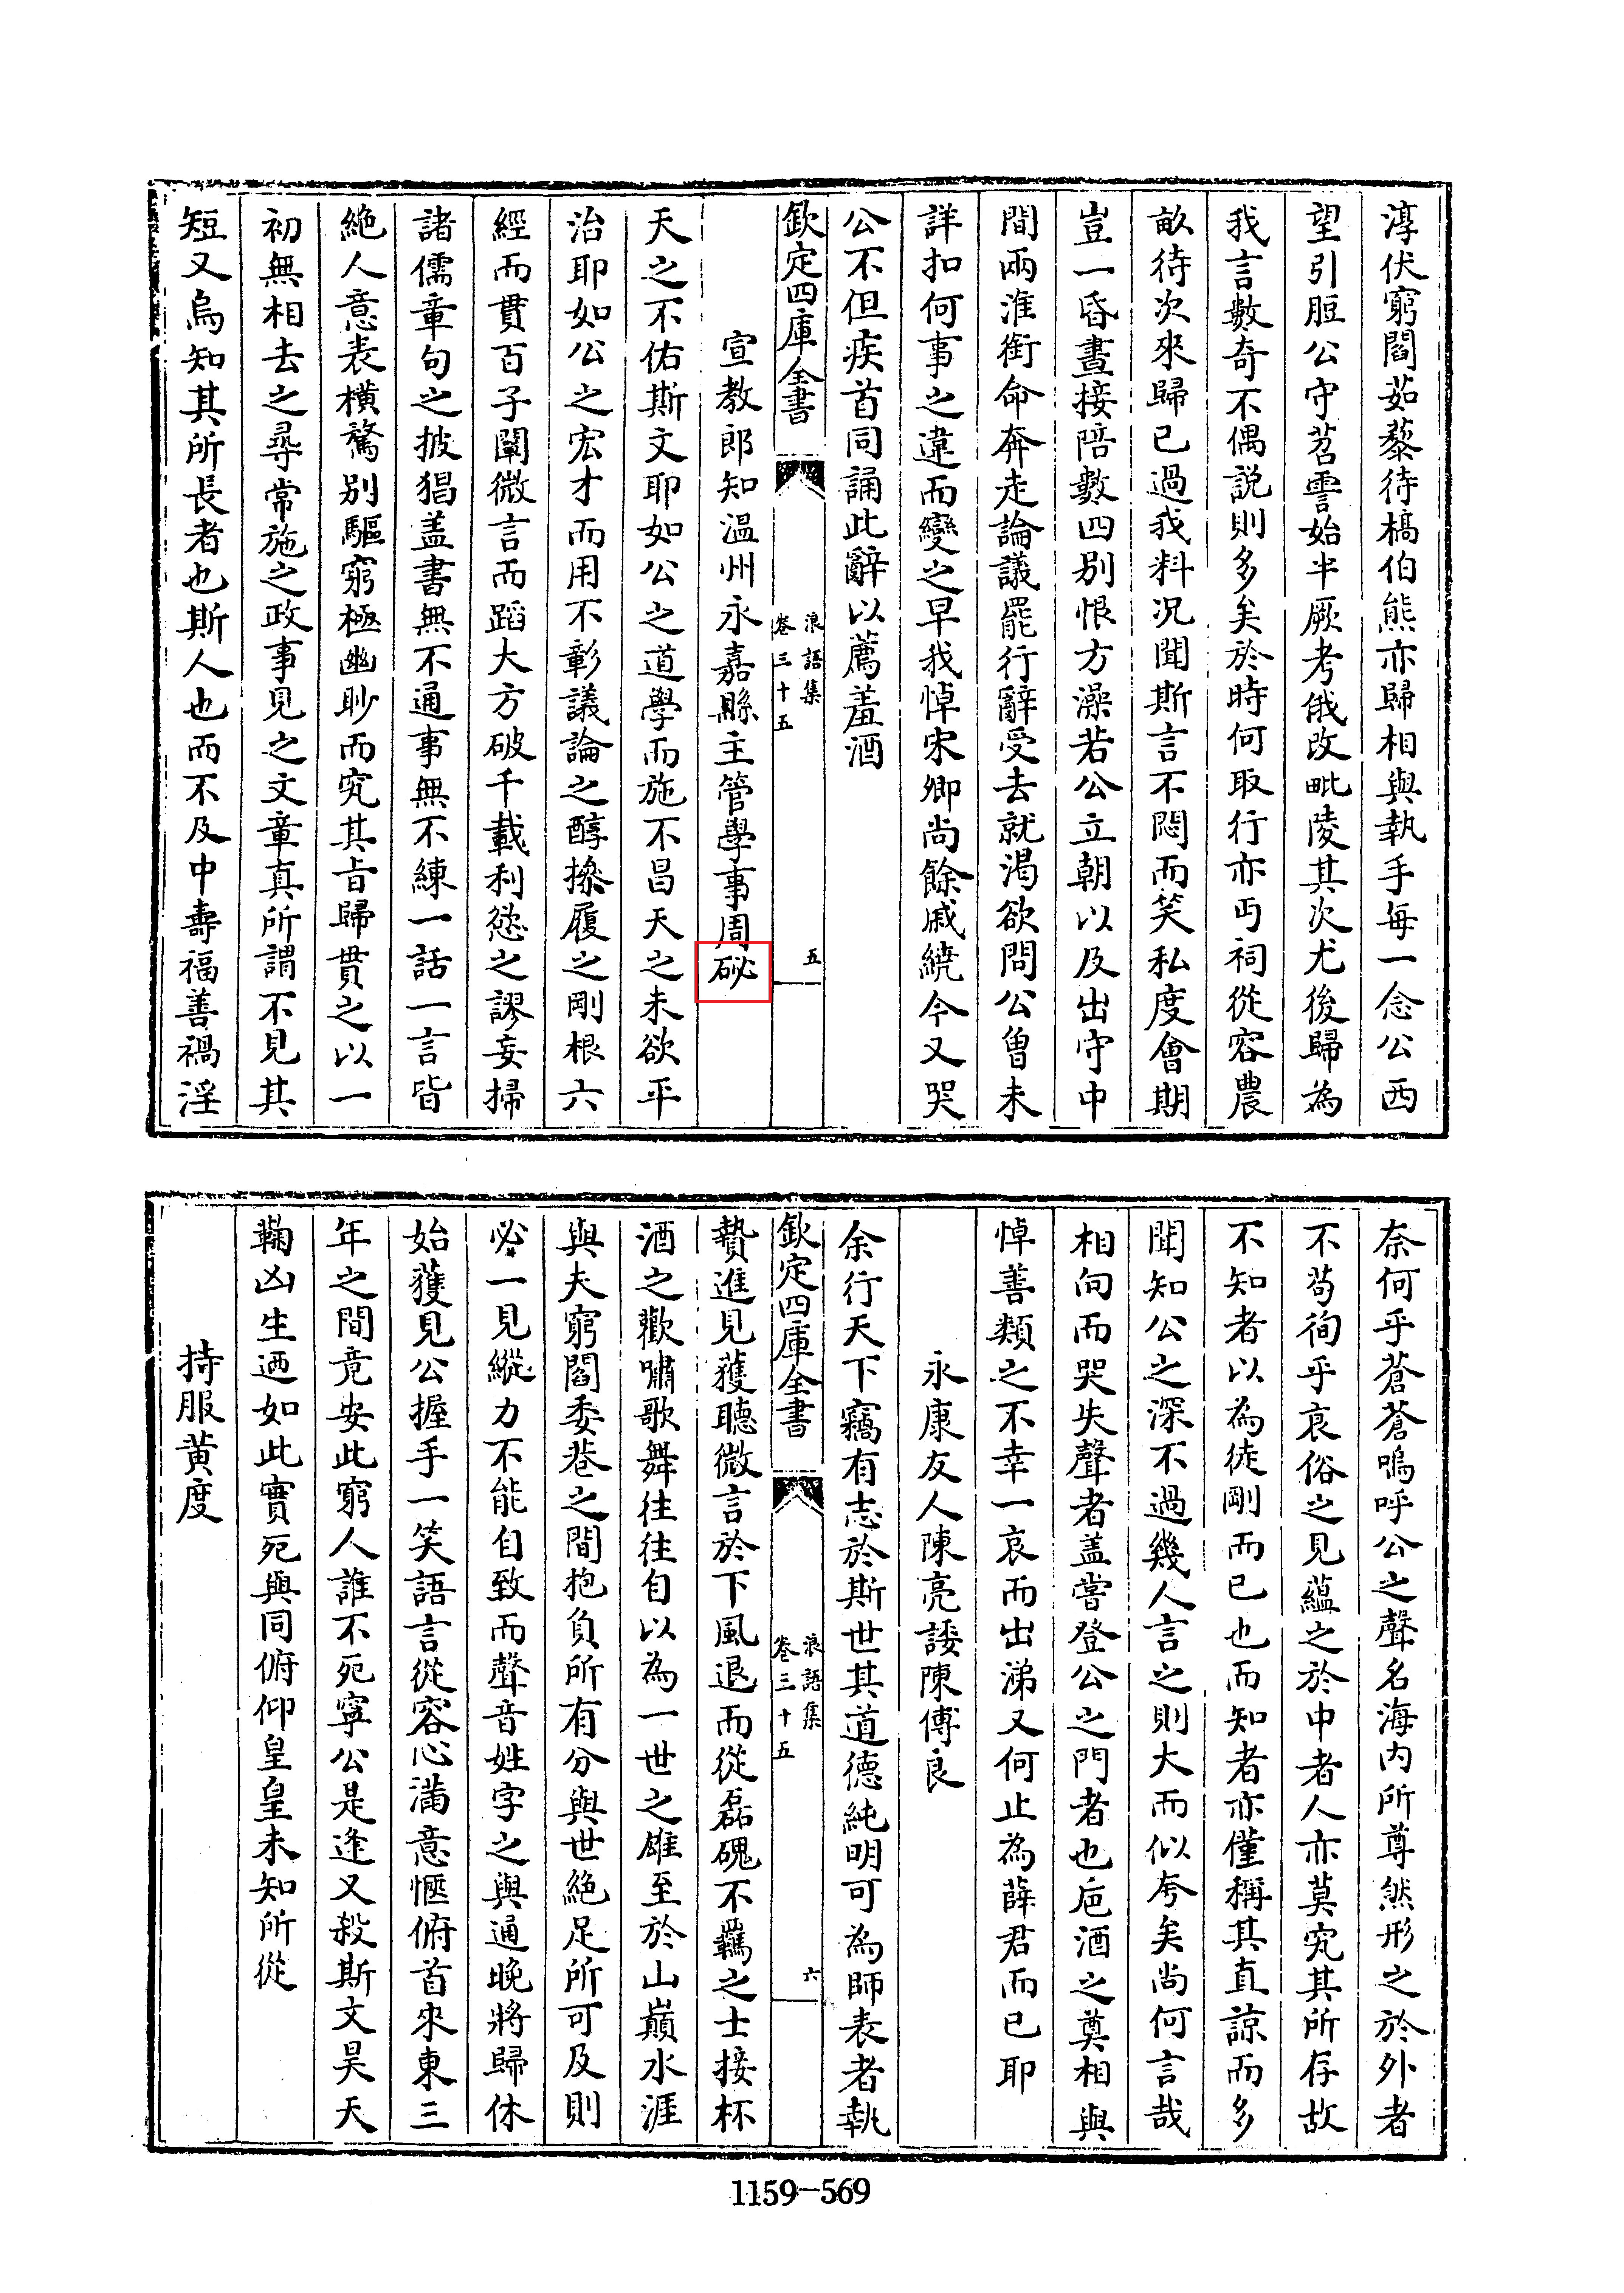 淳伏窮閻茹藜待槁伯熊亦歸相與執手每一念公西
望引脰公守苕霅始半厥考俄改毗陵其次尤後歸為
我言數奇不偶説則多矣於時何取行亦丐祠從容農
畝待次來歸已過我料况聞斯言不悶而笑私度會期
豈一昏晝接陪數四别恨方深若公立朝以及出守中
間兩淮銜命奔走論議罷行辭受去就渴欲問公曾未
詳扣何事之違而變之早我悼宋卿尚餘戚繞今又哭
公不但疾首同誦此辭以薦羞酒
欽定四庫全書
浪語集
卷三十五
五
宣教郎知温州永嘉縣主管學事周䂧
天之不佑斯文耶如公之道學而施不昌天之未欲平
治耶如公之宏才而用不彰議論之醇操履之剛根六
經而貫百子闡微言而蹈大方破千載利慾之謬妄掃
諸儒章句之披猖盖書無不通事無不練一話一言皆
絶人意表横騖别驅窮極幽眇而究其旨歸貫之以一
初無相去之尋常施之政事見之文章真所謂不見其
短又烏知其所長者也斯人也而不及中壽福善禍淫
奈何乎蒼蒼嗚呼公之聲名海内所尊然形之於外者
不茍徇乎哀俗之見藴之於中者人亦莫究其所存故
不知者以為徒剛而已也而知者亦僅稱其直諒而多
聞知公之深不過幾人言之則大而似夸矣尚何言哉
相向而哭失聲者盖嘗登公之門者也巵酒之奠相與
悼善類之不幸一哀而出涕又何止為薛君而已耶
永康友人陳亮諉陳傅良
余行天下竊有志於斯世其道德純明可為師表者執
欽定四庫全書
浪語集
卷三十五
六
贄進見獲聽微言於下風退而從磊磈不羈之士接杯
酒之歡嘯歌舞往往自以為一世之雄至於山巔水涯
與夫窮閻委巷之間抱負所有分與世絶足所可及則
必一見縱力不能自致而聲音姓字之與通晚將歸休
始獲見公握手一笑語言從容心滿意愜俯首來東三
年之間竟安此窮人誰不死寧公是逢又殺斯文昊天
鞠凶生迺如此實死與同俯仰皇皇未知所從
持服黄度
1159—569